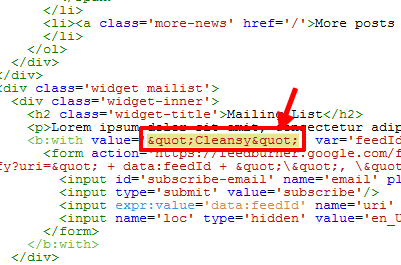 </li>
<li><a class='more-news' href='/'>More posts
</li>
</ol>
</div>
</div>
<div class='widget mailist'>
<div class='widget-inner'>
<h2 class='widget-title'>Mailing List</h2>
<p>Lorem ipsum dolor sit amet, consectetur adip
<b:with value='&quot;Cleansy&quot;' var='feedId
<form action='https://feedburner.google.com/f
fy?uri=&quot; + data:feedId + &quot;\&quot;, \&quot
<input id='subscribe-email' name='email' pl
<input type='submit' value='subscribe'/>
<input expr:value='data:feedId' name='uri'
<input name='loc' type='hidden' value='en_U
</form>
</b:with>
</div>